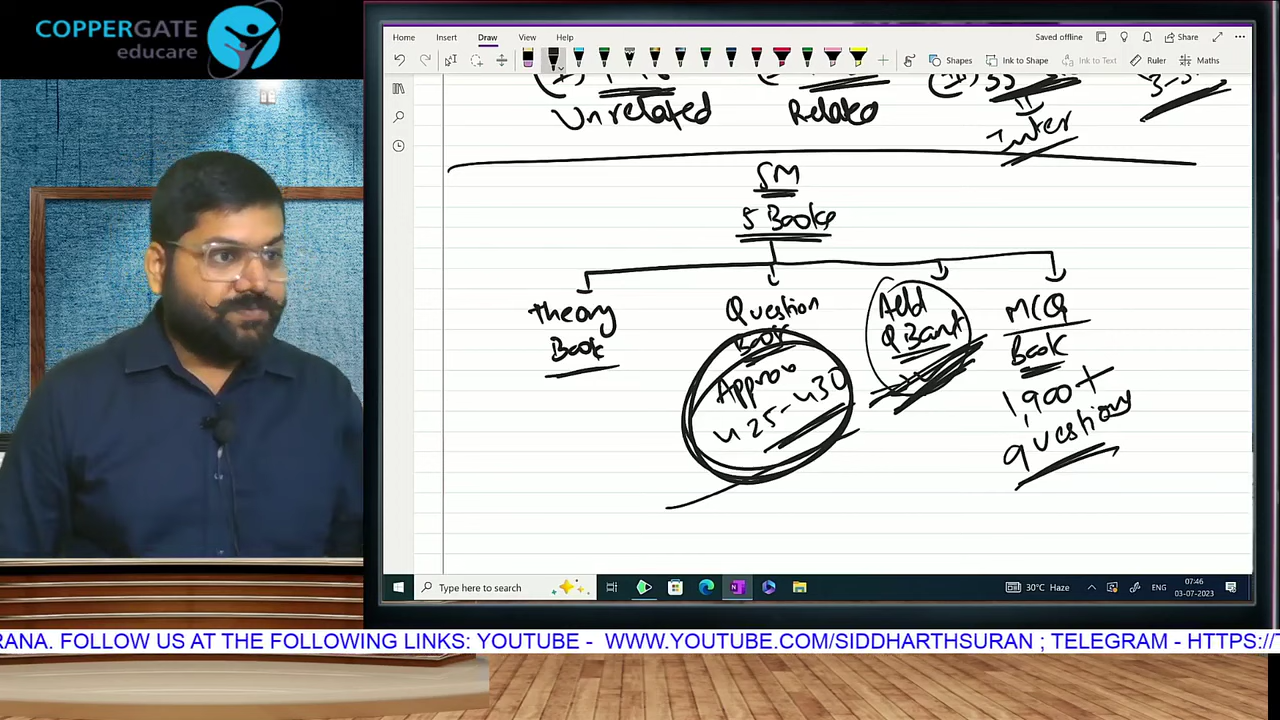 COPPERGATE
educare
Home Insert Draw View Help
Saved offline
Share
Shapes Ink to Shape Ink to Text Ruler Maths
Unrelated Related
Inter
SM
5 Books
Theory
Book
Question
Book
Approx
425-430
Addl
Q Bank
MCQ
Book
1,900+
questions
Type here to search
30°C Haze
ENG
07:46
03-07-2023
RANA. FOLLOW US AT THE FOLLOWING LINKS: YOUTUBE - WWW.YOUTUBE.COM/SIDDHARTHSURAN ; TELEGRAM - HTTPS://T